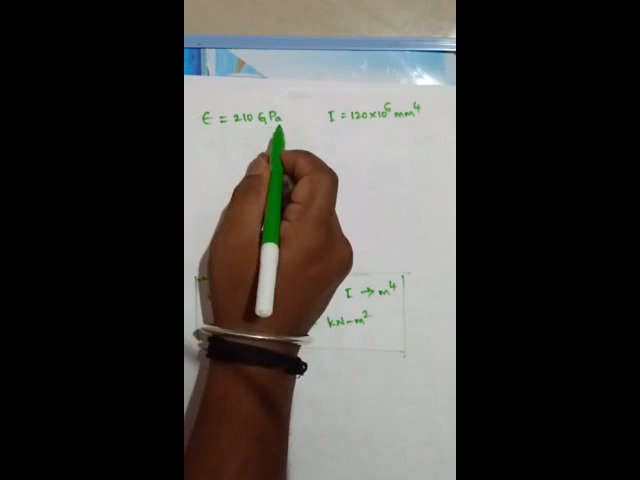 E = 210 GPa I = 120×10⁶ mm⁴
I → m⁴
kN-m²